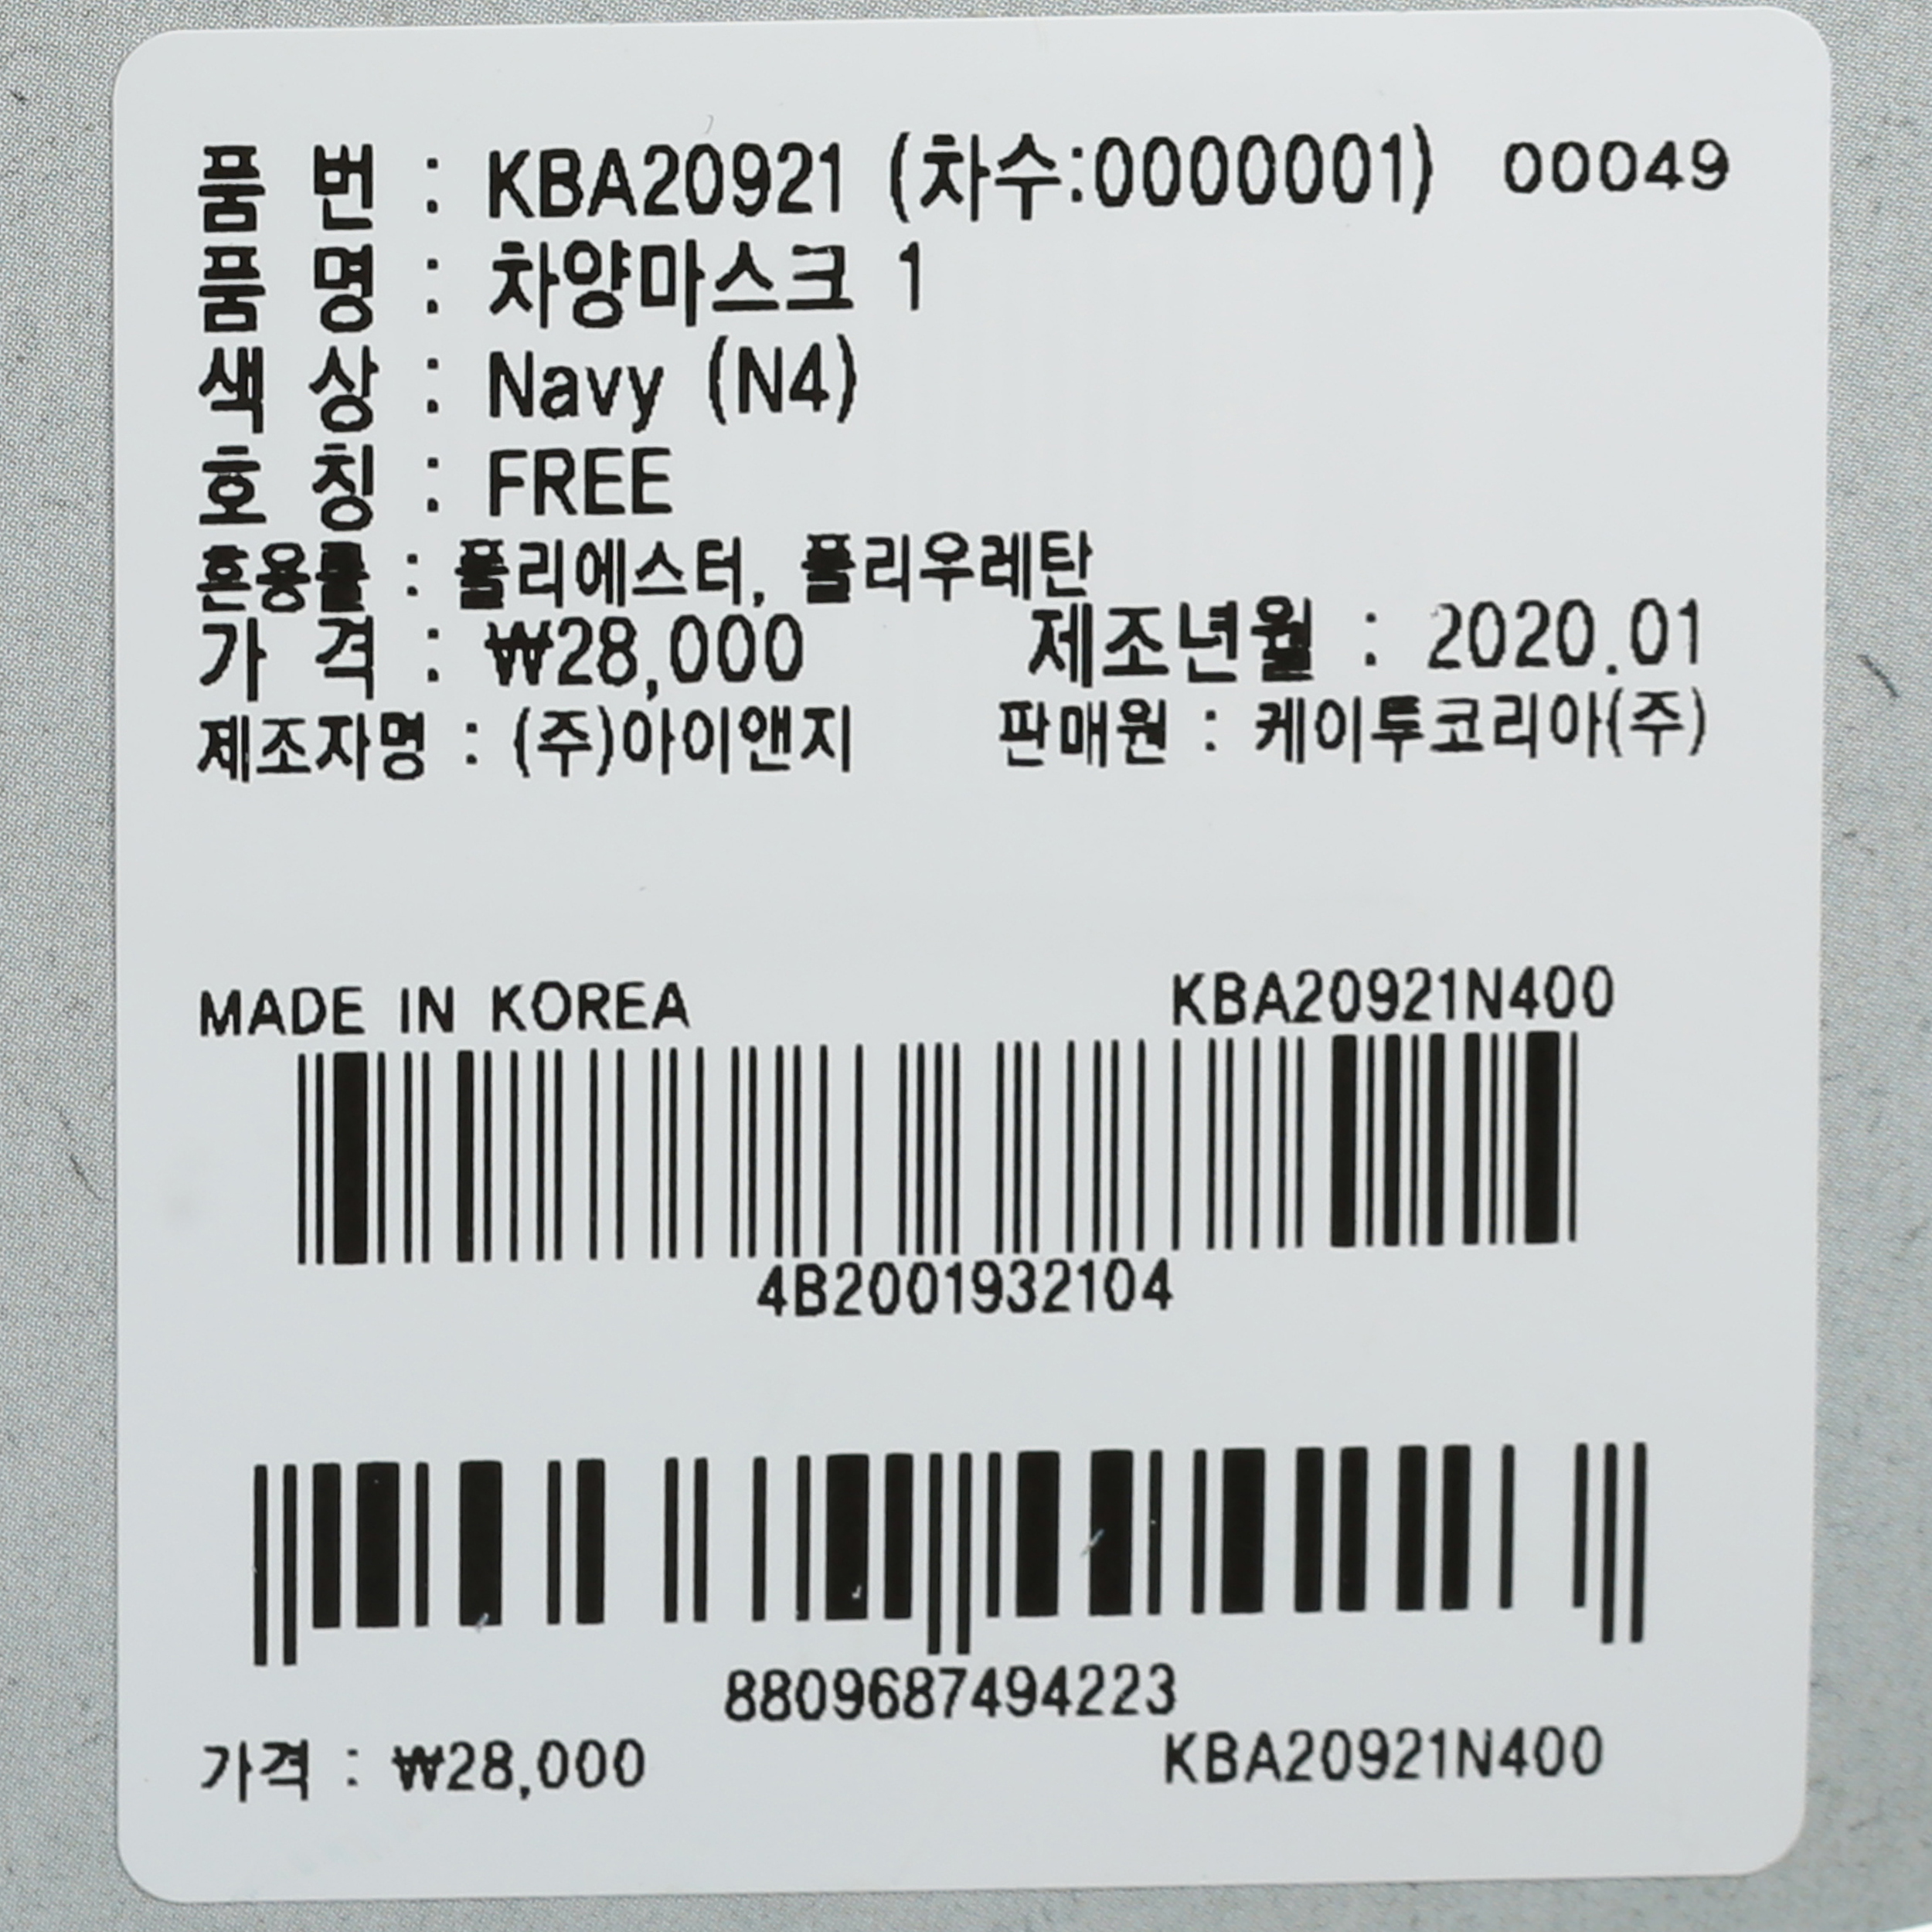 품 번 : KBA20921 (차수:0000001) 00049
품 명 : 차양마스크 1
색 상 : Navy (N4)
호 칭 : FREE
혼용률 : 폴리에스터, 폴리우레탄
가 격 : ₩28,000 제조년월 : 2020.01
제조자명 : (주)아이앤지 판매원 : 케이투코리아(주)
MADE IN KOREA KBA20921N400
4B2001932104
8809687494223
가격 : ₩28,000 KBA20921N400